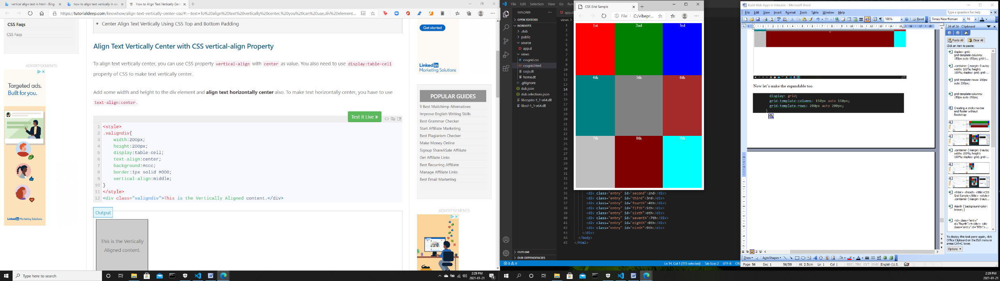 vertical align text in html - Bing
how to align text vertically in css
How to Align Text Vertically Cent
https://tutorialdeep.com/knowhow/align-text-vertically-center-css/#:~:text=To%20align%20text%20vertically%20center,%20you%20can%20use,div%20element...
CSS Faqs
CSS Faqs
ADVERTISEMENTS
Targeted ads.
Built for you.
Linked in Marketing Solutions
Center Align Text Vertically Using CSS Top and Bottom Padding
Align Text Vertically Center with CSS vertical-align Property
To align text vertically center, you can use CSS property vertical-align with center as value. You also need to use display:table-cell
property of CSS to make text vertically center.
Add some width and height to the div element and align text horizontally center also. To make text horizontally center, you have to use
text-align:center.
Test it Live »
1 <style>
2 .valigndiv{
3 width:200px;
4 height:200px;
5 display:table-cell;
6 text-align:center;
7 background:#ccc;
8 border:1px solid #000;
9 vertical-align:middle;
10 }
11 </style>
12 <div class="valigndiv">This is the Vertically Aligned content.</div>
Output
This is the Vertically
Aligned content.
Get started
Linked in
Marketing Solutions
POPULAR GUIDES
9 Best Mailchimp Alternatives
Improve English Writing Skills
Best Grammar Checker
Start Affiliate Marketing
Best Plagiarism Checker
Make Money Online
Signup ShareASale Affiliate
Get Affiliate Links
Best Recurring Affiliate
Manage Affiliate Links
Best Email Marketing
ADVERTISEMENTS
Type here to search
2:29 PM
2021-01-21
File Edit Selection View Go Run
EXPLORER
OPEN EDITORS
NOBOOTS
.dub
public
source
app.d
views
cssgrid.css
cssgrid.html
cssjs.dt
home.dt
.gitignore
dub.json
dub.selections.json
libcrypto-1_1-x64.dll
libssl-1_1-x64.dll
OUTLINE
DUB DEPENDENCIES
app.d
views >
CSS Grid Sample
File C:/vibepr...
1st 2nd 3rd
4th 5th 6th
7th 8th 9th
35 <div class="entry" id="second">2nd</div>
36 <div class="entry" id="third">3rd</div>
37 <div class="entry" id="fourth">4th</div>
38 <div class="entry" id="fifth">5th</div>
39 <div class="entry" id="sixth">6th</div>
40 <div class="entry" id="seventh">7th</div>
41 <div class="entry" id="eighth">8th</div>
42 <div class="entry" id="ninth">9th</div>
43 </div>
44 </body>
45 </html>
0 0 Ln 14, Col 1 (115 selected) Tab Size: 2 UTF-8 CRL
Build Web Apps in Vibe.doc - Microsoft Word
File Edit View Insert Format Tools Table Window Help
Type a question for help
100% Read Times New Roman 16
Now let`s make the expandable too.
display: grid;
grid-template-columns: 150px auto 150px;
grid-template-rows: 200px auto 200px;
}
24 of 24 - Clipboard
Paste All Clear All
Click an item to paste:
display: grid;
grid-template-columns:
150px auto 150px; grid-t...
.container { margin: 0 auto;
width: 100%; height:
100%; display: grid; grid-...
grid-template-rows: 200px
auto 200px;
grid-template-columns:
150px auto 150px;
Creating a sticky navbar
and footer without
Bootstrap
.container { margin: 0 auto;
width: 100%; height:
100%; display: grid; grid-...
<html> <head> <title>CSS
Grid Sample</title> <style>
.container { margin: 0 aut...
#sixth { background-color:
brown; }
<div class="entry"
id="fourth">4</div> <div
class="entry" id="fifth">...
To display this task pane again, click
Office Clipboard on the Edit menu or
press Ctrl+C twice.
Options
Draw AutoShapes
Page 56 Sec 1 56/58 At 2.5cm Ln 1 Col 1 REC TRK EXT OVR English (U.S.
2:29 PM
2021-01-21